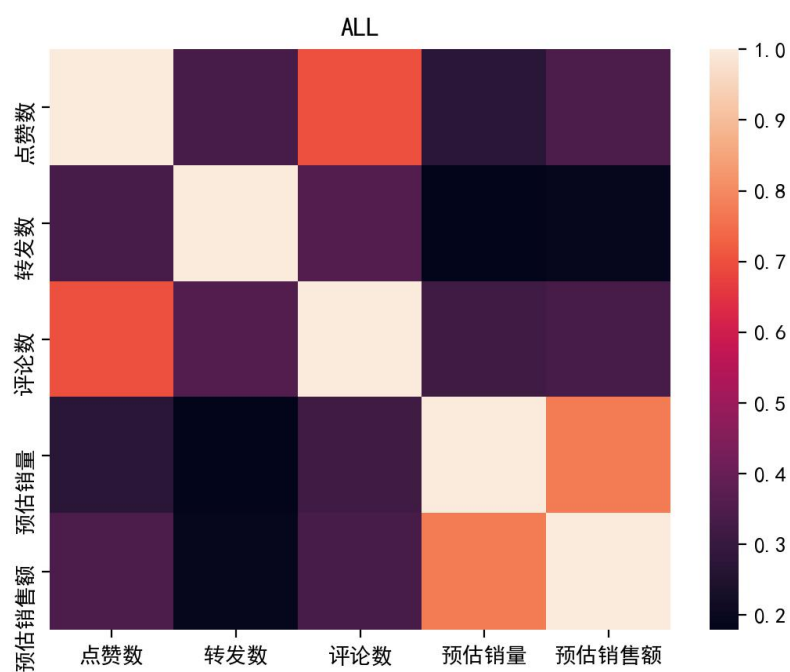 ALL
点赞数
转发数
评论数
预估销量
预估销售额
点赞数
转发数
评论数
预估销量
预估销售额
1.0
0.9
0.8
0.7
0.6
0.5
0.4
0.3
0.2